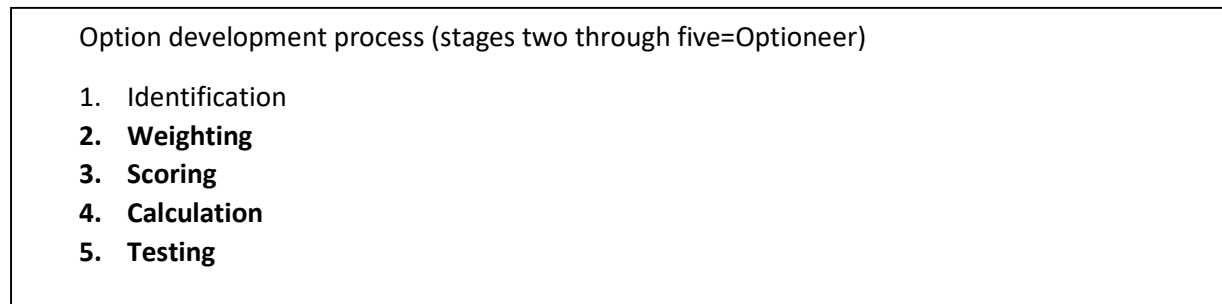 Option development process (stages two through five=Optioneer)
1. Identification
2. Weighting
3. Scoring
4. Calculation
5. Testing